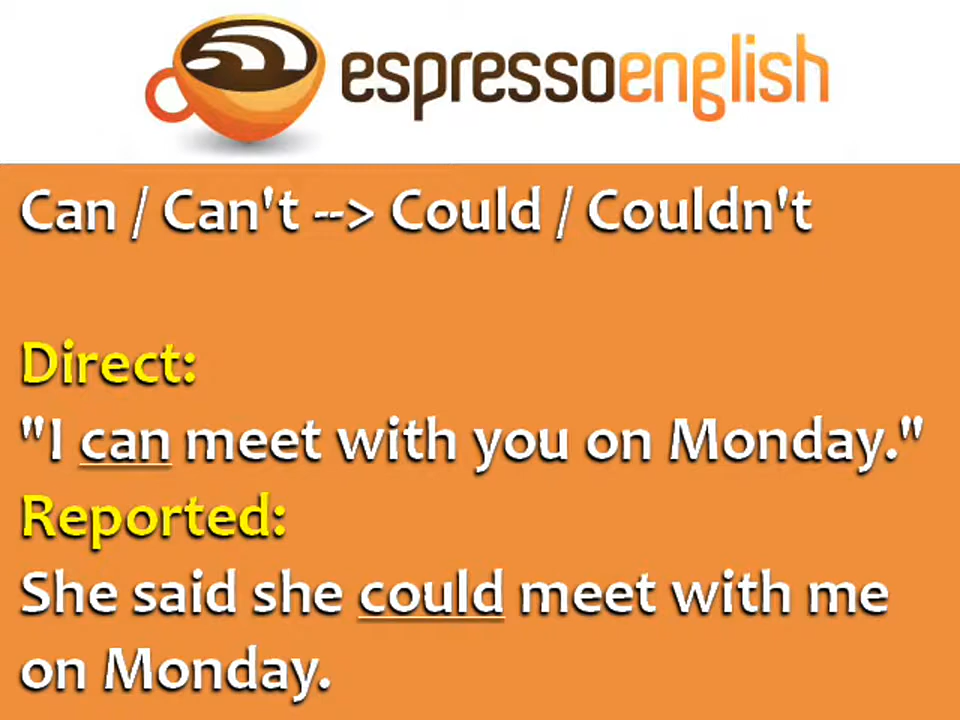 espressoenglish
Can / Can't --> Could / Couldn't
Direct:
"I can meet with you on Monday."
Reported:
She said she could meet with me
on Monday.